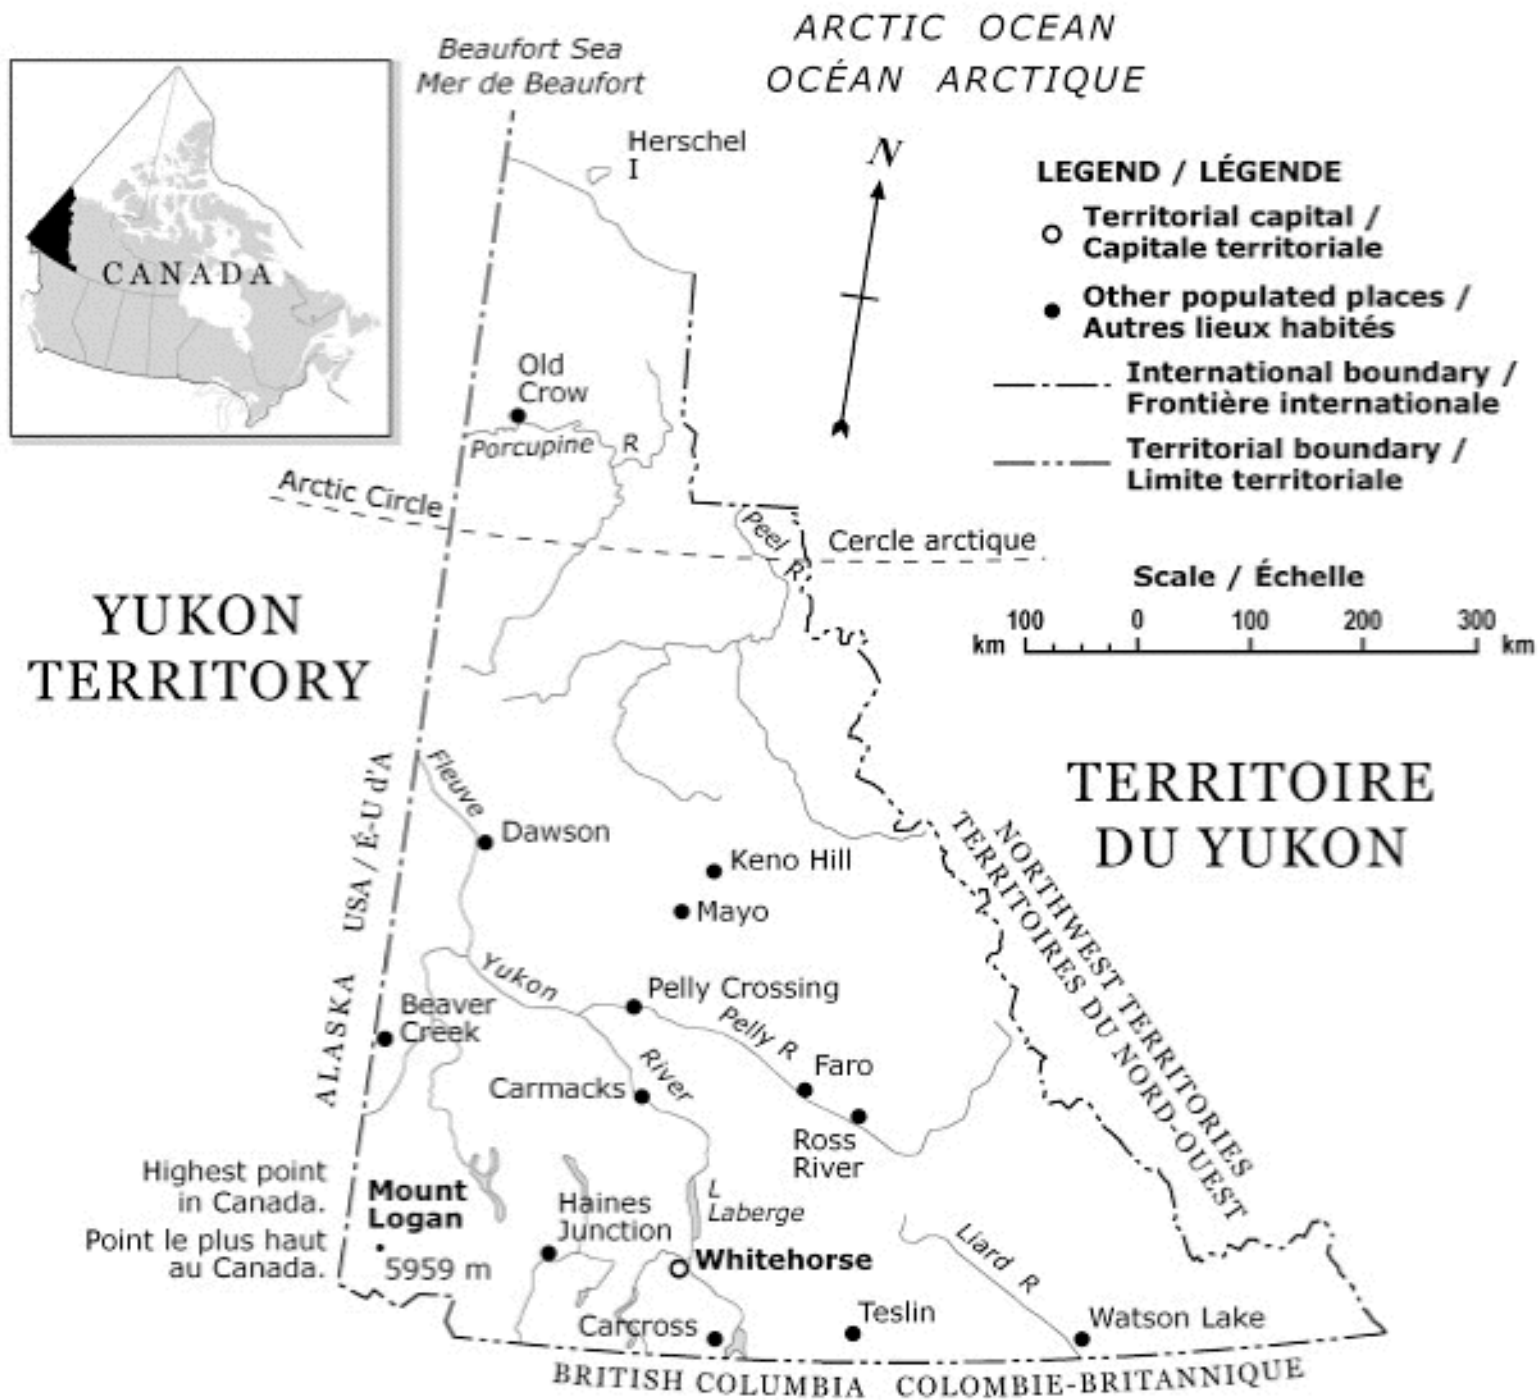 ARCTIC OCEAN
OCÉAN ARCTIQUE
Beaufort Sea
Mer de Beaufort
Herschel
I
N
CANADA
LEGEND / LÉGENDE
Territorial capital /
Capitale territoriale
Other populated places /
Autres lieux habités
International boundary /
Frontière internationale
Territorial boundary /
Limite territoriale
Scale / Échelle
100 0 100 200 300
km km
Old
Crow
Porcupine R
Arctic Circle
Cercle arctique
Peel R
YUKON
TERRITORY
TERRITOIRE
DU YUKON
ALASKA USA / É-U d'A
NORTHWEST TERRITORIES
TERRITOIRES DU NORD-OUEST
Fleuve
Dawson
Keno Hill
Mayo
Yukon
River
Pelly Crossing
Pelly R
Beaver
Creek
Carmacks
Faro
Ross
River
Highest point
in Canada.
Point le plus haut
au Canada.
Mount
Logan
5959 m
Haines
Junction
L
Laberge
Whitehorse
Liard R
Carcross
Teslin
Watson Lake
BRITISH COLUMBIA COLOMBIE-BRITANNIQUE